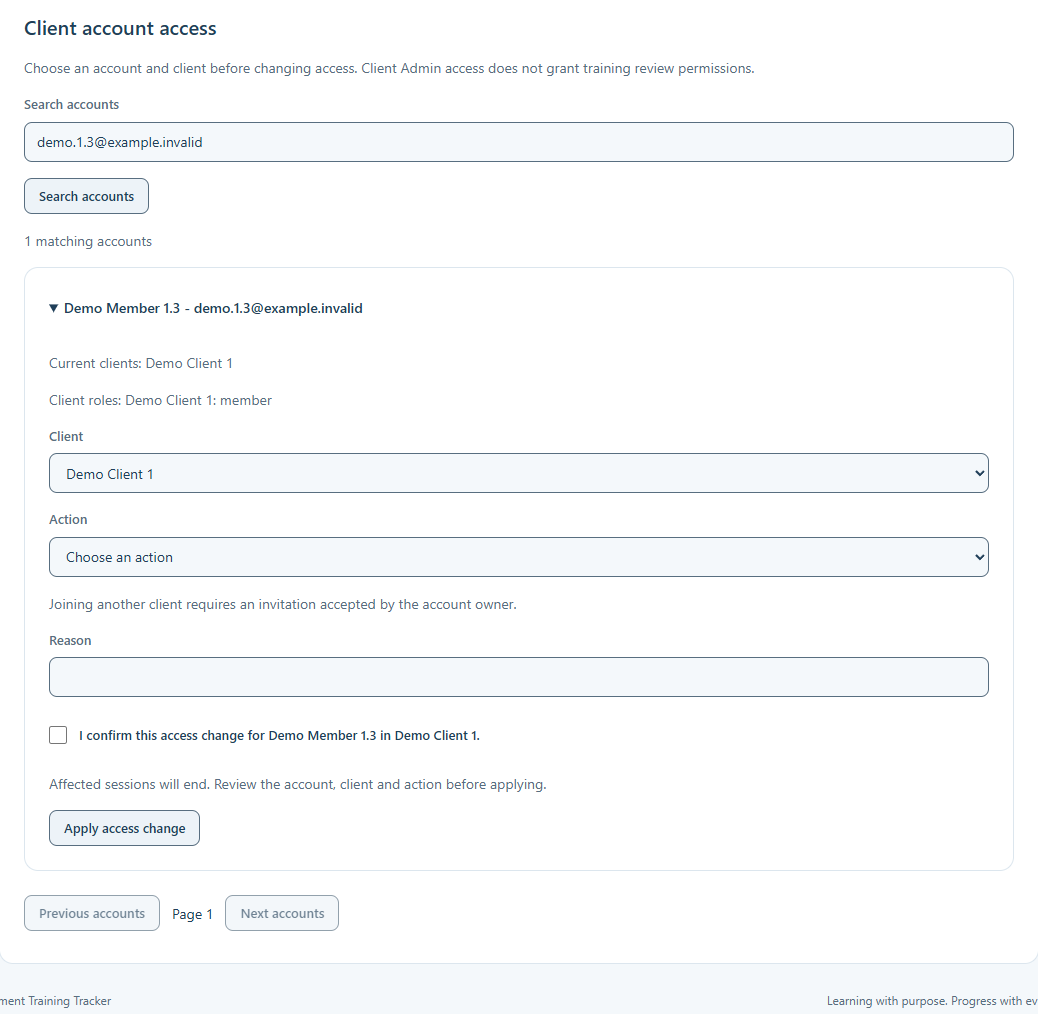 Client account access
Choose an account and client before changing access. Client Admin access does not grant training review permissions.
Search accounts
demo.1.3@example.invalid
Search accounts
1 matching accounts
Demo Member 1.3 - demo.1.3@example.invalid
Current clients: Demo Client 1
Client roles: Demo Client 1: member
Client
Demo Client 1
Action
Choose an action
Joining another client requires an invitation accepted by the account owner.
Reason
I confirm this access change for Demo Member 1.3 in Demo Client 1.
Affected sessions will end. Review the account, client and action before applying.
Apply access change
Previous accounts Page 1 Next accounts
ment Training Tracker Learning with purpose. Progress with ev